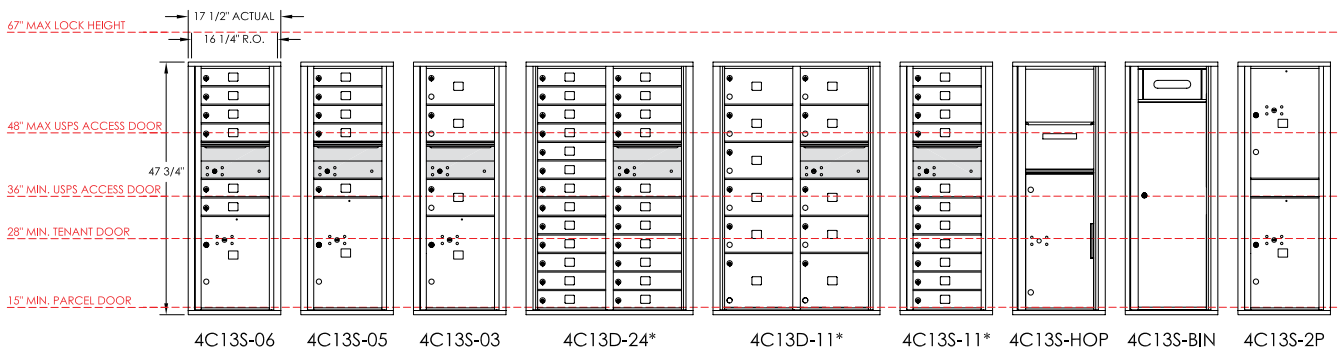 17 1/2" ACTUAL
67" MAX LOCK HEIGHT
16 1/4" R.O.
48" MAX USPS ACCESS DOOR
47 3/4"
36" MIN. USPS ACCESS DOOR
28" MIN. TENANT DOOR
15" MIN. PARCEL DOOR
4C13S-06 4C13S-05 4C13S-03 4C13D-24* 4C13D-11* 4C13S-11* 4C13S-HOP 4C13S-BIN 4C13S-2P